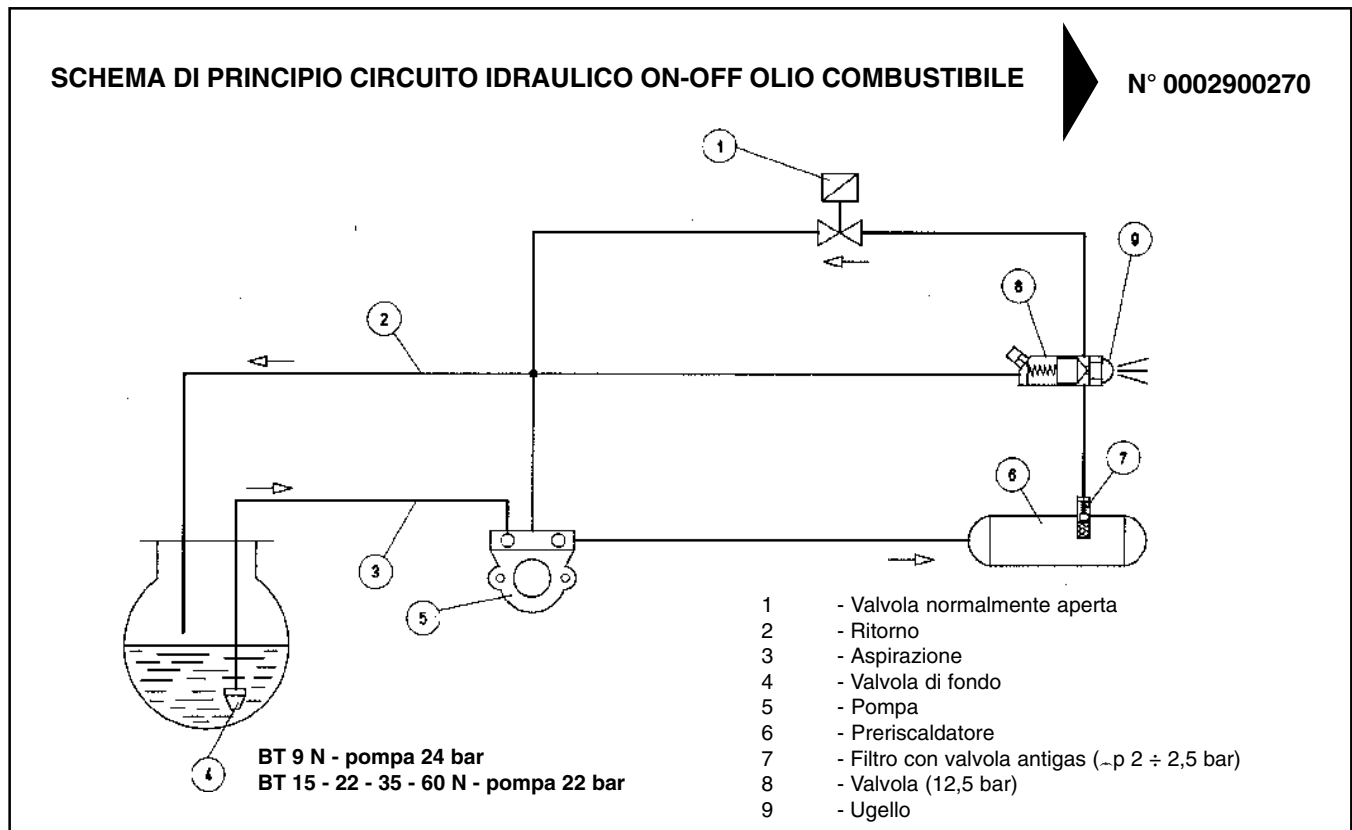 SCHEMA DI PRINCIPIO CIRCUITO IDRAULICO ON-OFF OLIO COMBUSTIBILE
N° 0002900270
1
9
8
2
7
6
3
5
4
BT 9 N - pompa 24 bar
BT 15 - 22 - 35 - 60 N - pompa 22 bar
1 - Valvola normalmente aperta
2 - Ritorno
3 - Aspirazione
4 - Valvola di fondo
5 - Pompa
6 - Preriscaldatore
7 - Filtro con valvola antigas (⏢p 2 ÷ 2,5 bar)
8 - Valvola (12,5 bar)
9 - Ugello